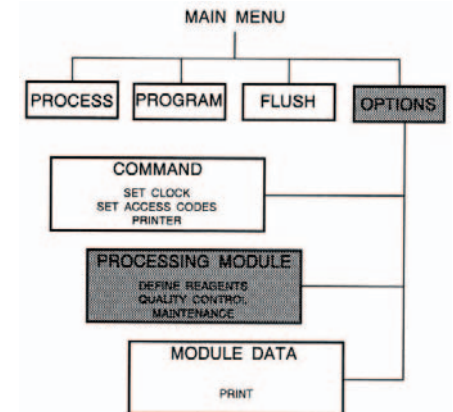 MAIN MENU
PROCESS PROGRAM FLUSH OPTIONS
COMMAND
SET CLOCK
SET ACCESS CODES
PRINTER
PROCESSING MODULE
DEFINE REAGENTS
QUALITY CONTROL
MAINTENANCE
MODULE DATA
PRINT